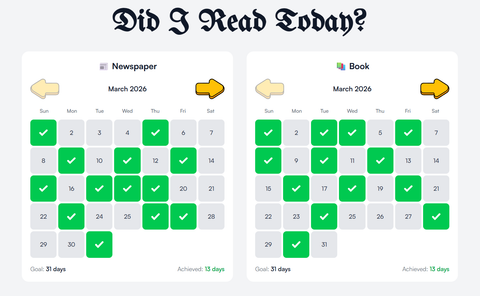 Did I Read Today?
Newspaper
March 2026
Sun Mon Tue Wed Thu Fri Sat
2 3 4 6 7
8 10 12 14
16 20 21
22 24 25 28
29 30
Goal: 31 days Achieved: 13 days
Book
March 2026
Sun Mon Tue Wed Thu Fri Sat
2 5 7
9 11 13 14
15 17 19 21
22 23 25 26 27
29 31
Goal: 31 days Achieved: 13 days